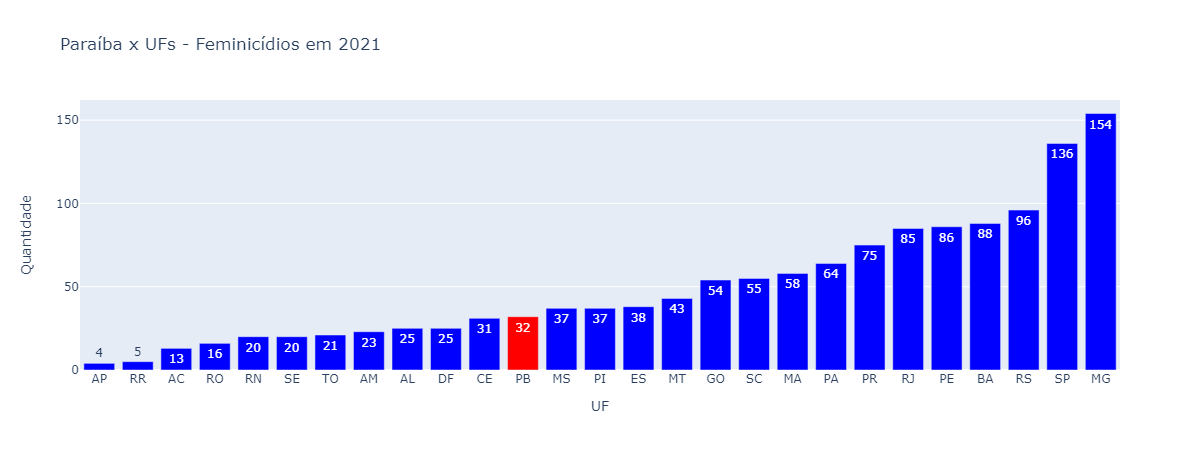 Paraíba x UFs - Feminicídios em 2021
Quantidade
150
100
50
0
4 5 13 16 20 20 21 23 25 25 31 32 37 37 38 43 54 55 58 64 75 85 86 88 96 136 154
AP RR AC RO RN SE TO AM AL DF CE PB MS PI ES MT GO SC MA PA PR RJ PE BA RS SP MG
UF